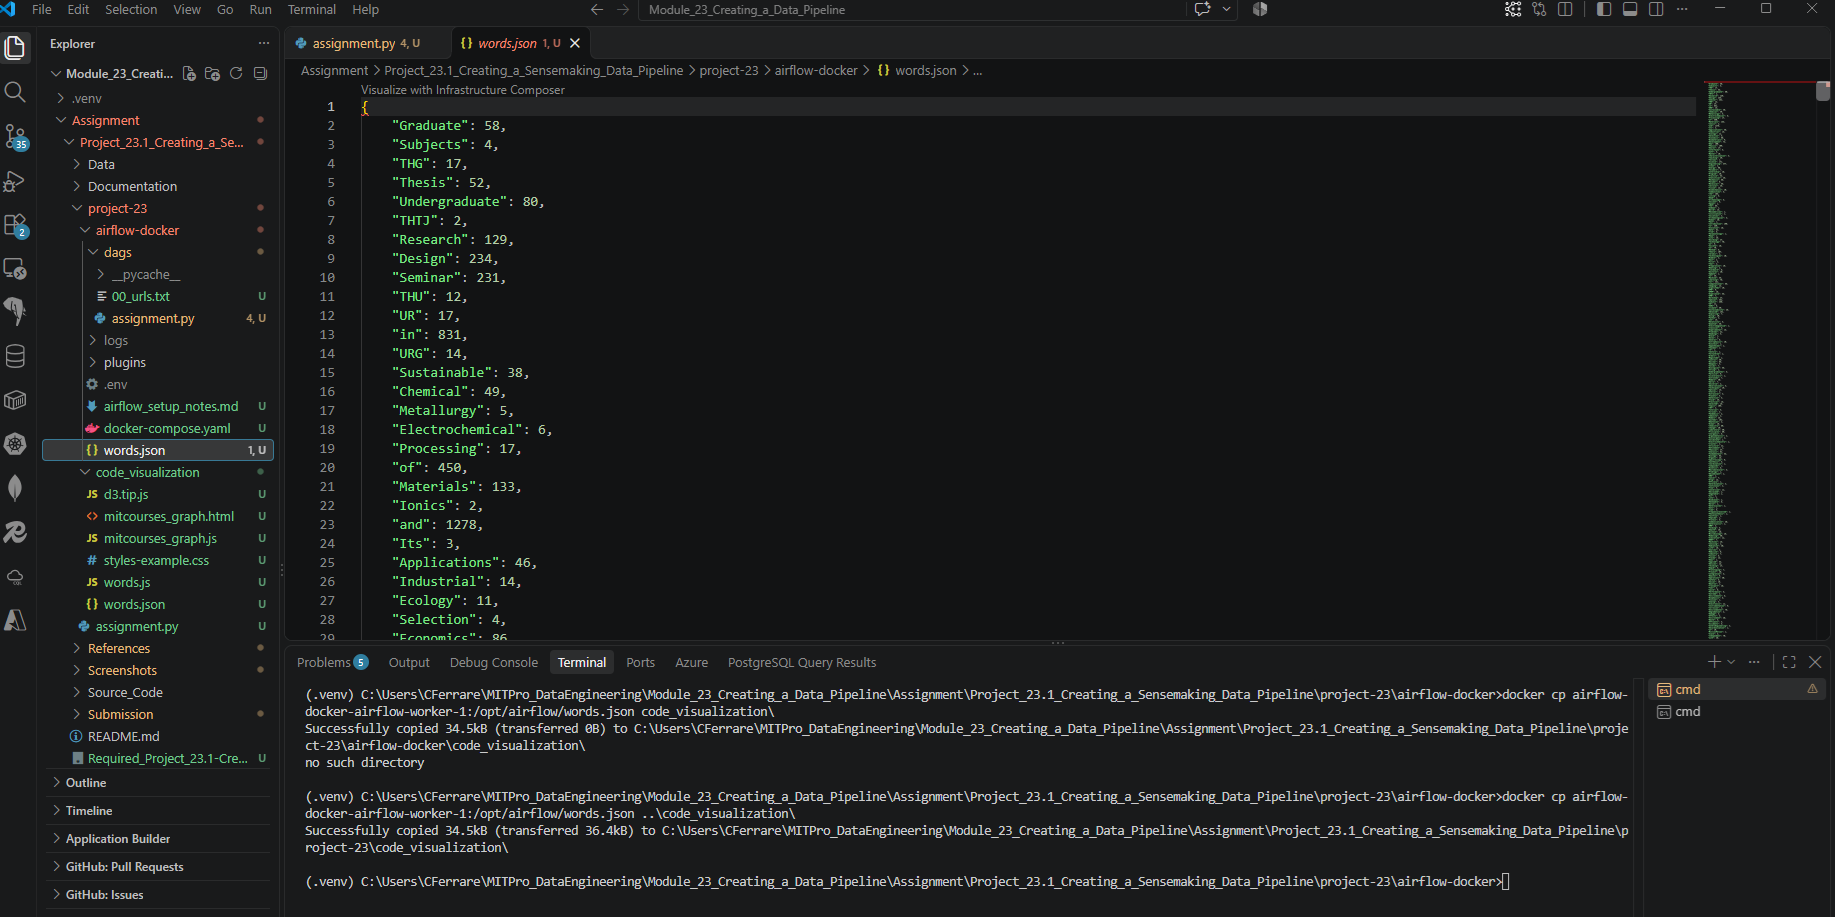 File Edit Selection View Go Run Terminal Help
Module_23_Creating_a_Data_Pipeline
Explorer
Module_23_Creati...
.venv
Assignment
Project_23.1_Creating_a_Se...
Data
Documentation
project-23
airflow-docker
dags
__pycache__
00_urls.txt U
assignment.py 4, U
logs
plugins
.env
airflow_setup_notes.md U
docker-compose.yaml U
words.json 1, U
code_visualization
d3.tip.js U
mitcourses_graph.html U
mitcourses_graph.js U
styles-example.css U
words.js U
words.json U
assignment.py U
References
Screenshots
Source_Code
Submission
README.md
Required_Project_23.1-Cre... U
Outline
Timeline
Application Builder
GitHub: Pull Requests
GitHub: Issues
35
2
assignment.py 4, U
words.json 1, U
Assignment > Project_23.1_Creating_a_Sensemaking_Data_Pipeline > project-23 > airflow-docker > {} words.json > ...
Visualize with Infrastructure Composer
1 {
2 "Graduate": 58,
3 "Subjects": 4,
4 "THG": 17,
5 "Thesis": 52,
6 "Undergraduate": 80,
7 "THTJ": 2,
8 "Research": 129,
9 "Design": 234,
10 "Seminar": 231,
11 "THU": 12,
12 "UR": 17,
13 "in": 831,
14 "URG": 14,
15 "Sustainable": 38,
16 "Chemical": 49,
17 "Metallurgy": 5,
18 "Electrochemical": 6,
19 "Processing": 17,
20 "of": 450,
21 "Materials": 133,
22 "Ionics": 2,
23 "and": 1278,
24 "Its": 3,
25 "Applications": 46,
26 "Industrial": 14,
27 "Ecology": 11,
28 "Selection": 4,
29 "Economics": 86
Problems 5 Output Debug Console Terminal Ports Azure PostgreSQL Query Results
(.venv) C:\Users\CFerrare\MITPro_DataEngineering\Module_23_Creating_a_Data_Pipeline\Assignment\Project_23.1_Creating_a_Sensemaking_Data_Pipeline\project-23\airflow-docker>docker cp airflow-
docker-airflow-worker-1:/opt/airflow/words.json code_visualization\
Successfully copied 34.5kB (transferred 0B) to C:\Users\CFerrare\MITPro_DataEngineering\Module_23_Creating_a_Data_Pipeline\Assignment\Project_23.1_Creating_a_Sensemaking_Data_Pipeline\proje
ct-23\airflow-docker\code_visualization\
no such directory
(.venv) C:\Users\CFerrare\MITPro_DataEngineering\Module_23_Creating_a_Data_Pipeline\Assignment\Project_23.1_Creating_a_Sensemaking_Data_Pipeline\project-23\airflow-docker>docker cp airflow-
docker-airflow-worker-1:/opt/airflow/words.json ..\code_visualization\
Successfully copied 34.5kB (transferred 36.4kB) to C:\Users\CFerrare\MITPro_DataEngineering\Module_23_Creating_a_Data_Pipeline\Assignment\Project_23.1_Creating_a_Sensemaking_Data_Pipeline\p
roject-23\code_visualization\
(.venv) C:\Users\CFerrare\MITPro_DataEngineering\Module_23_Creating_a_Data_Pipeline\Assignment\Project_23.1_Creating_a_Sensemaking_Data_Pipeline\project-23\airflow-docker>
cmd
cmd